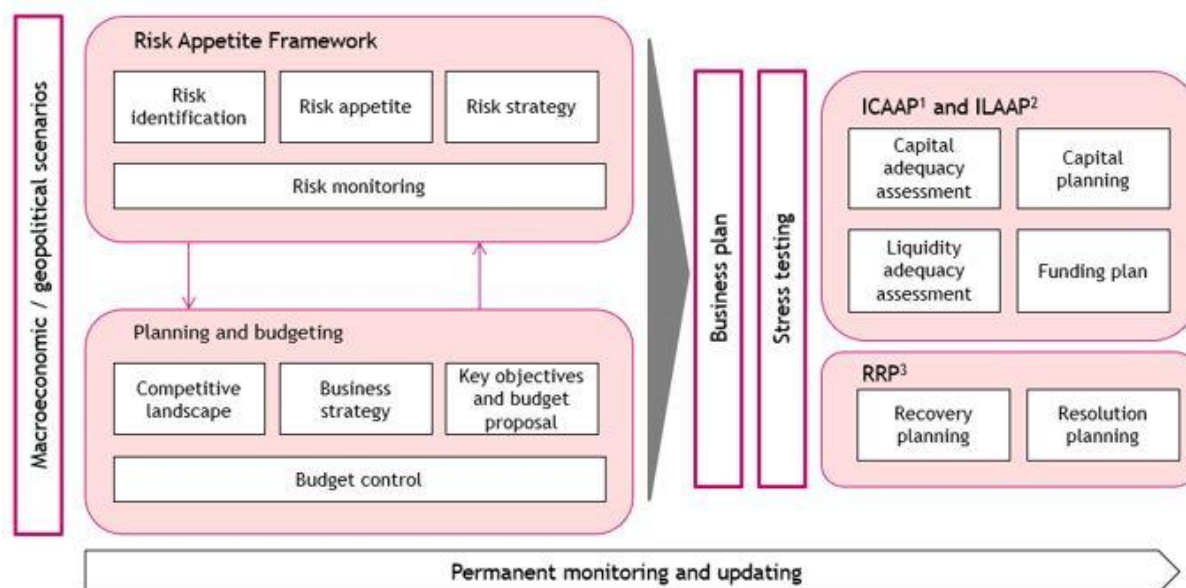 Macroeconomic / geopolitical scenarios
Risk Appetite Framework
Risk
identification
Risk appetite
Risk strategy
Risk monitoring
Planning and budgeting
Competitive
landscape
Business
strategy
Key objectives
and budget
proposal
Budget control
Business plan
Stress testing
ICAAP¹ and ILAAP²
Capital
adequacy
assessment
Capital
planning
Liquidity
adequacy
assessment
Funding plan
RRP³
Recovery
planning
Resolution
planning
Permanent monitoring and updating